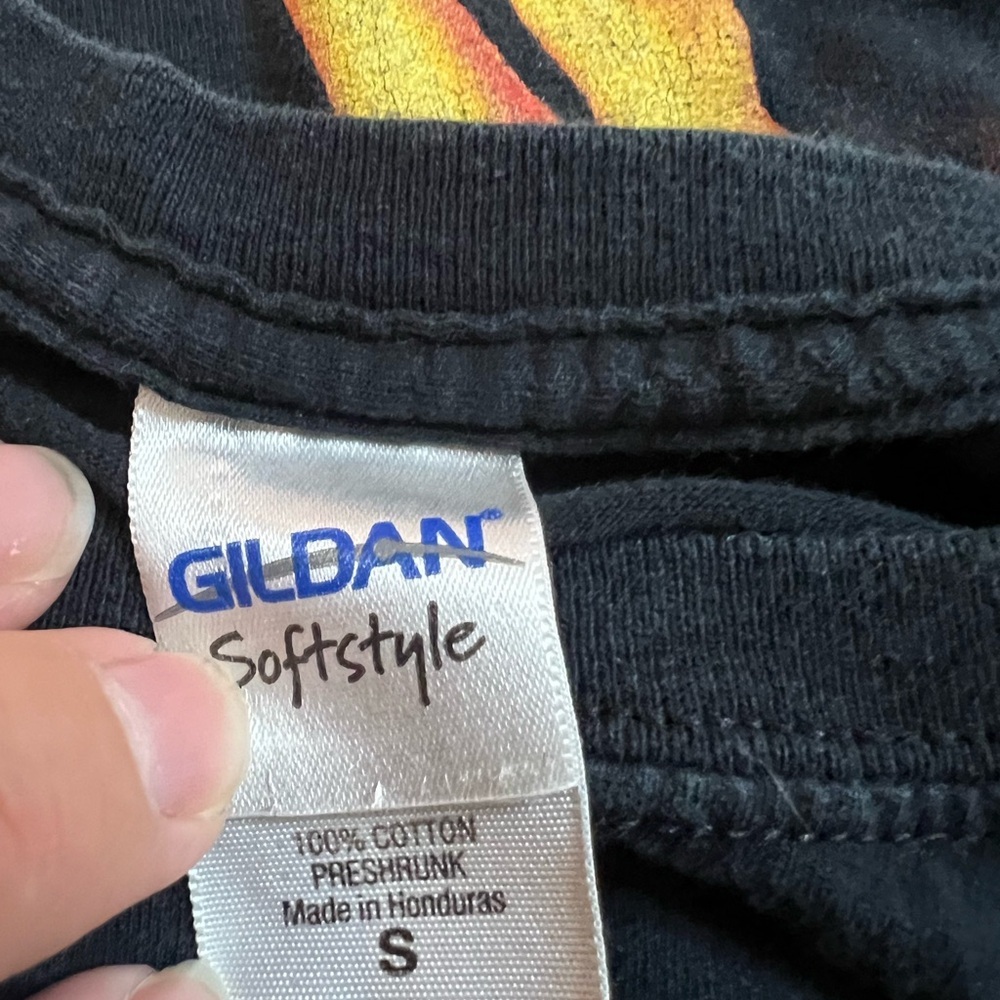 GILDAN®
Softstyle
100% COTTON
PRESHRUNK
Made in Honduras
S